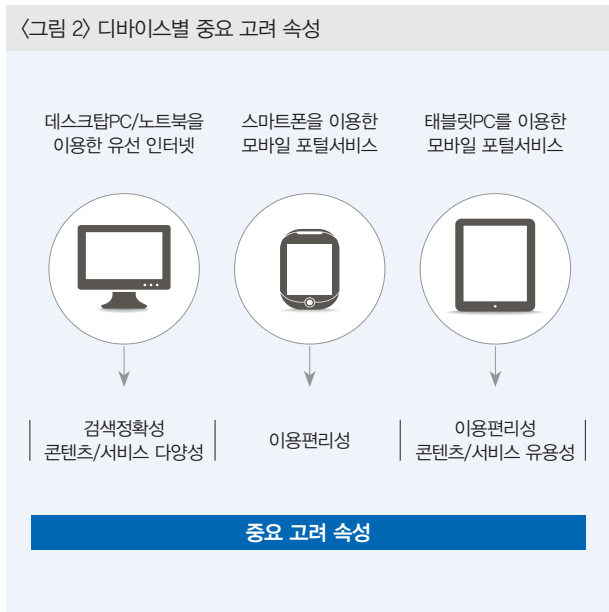 〈그림 2〉 디바이스별 중요 고려 속성
데스크탑PC/노트북을
이용한 유선 인터넷
스마트폰을 이용한
모바일 포털서비스
태블릿PC를 이용한
모바일 포털서비스
검색정확성
콘텐츠/서비스 다양성
이용편리성
이용편리성
콘텐츠/서비스 유용성
중요 고려 속성